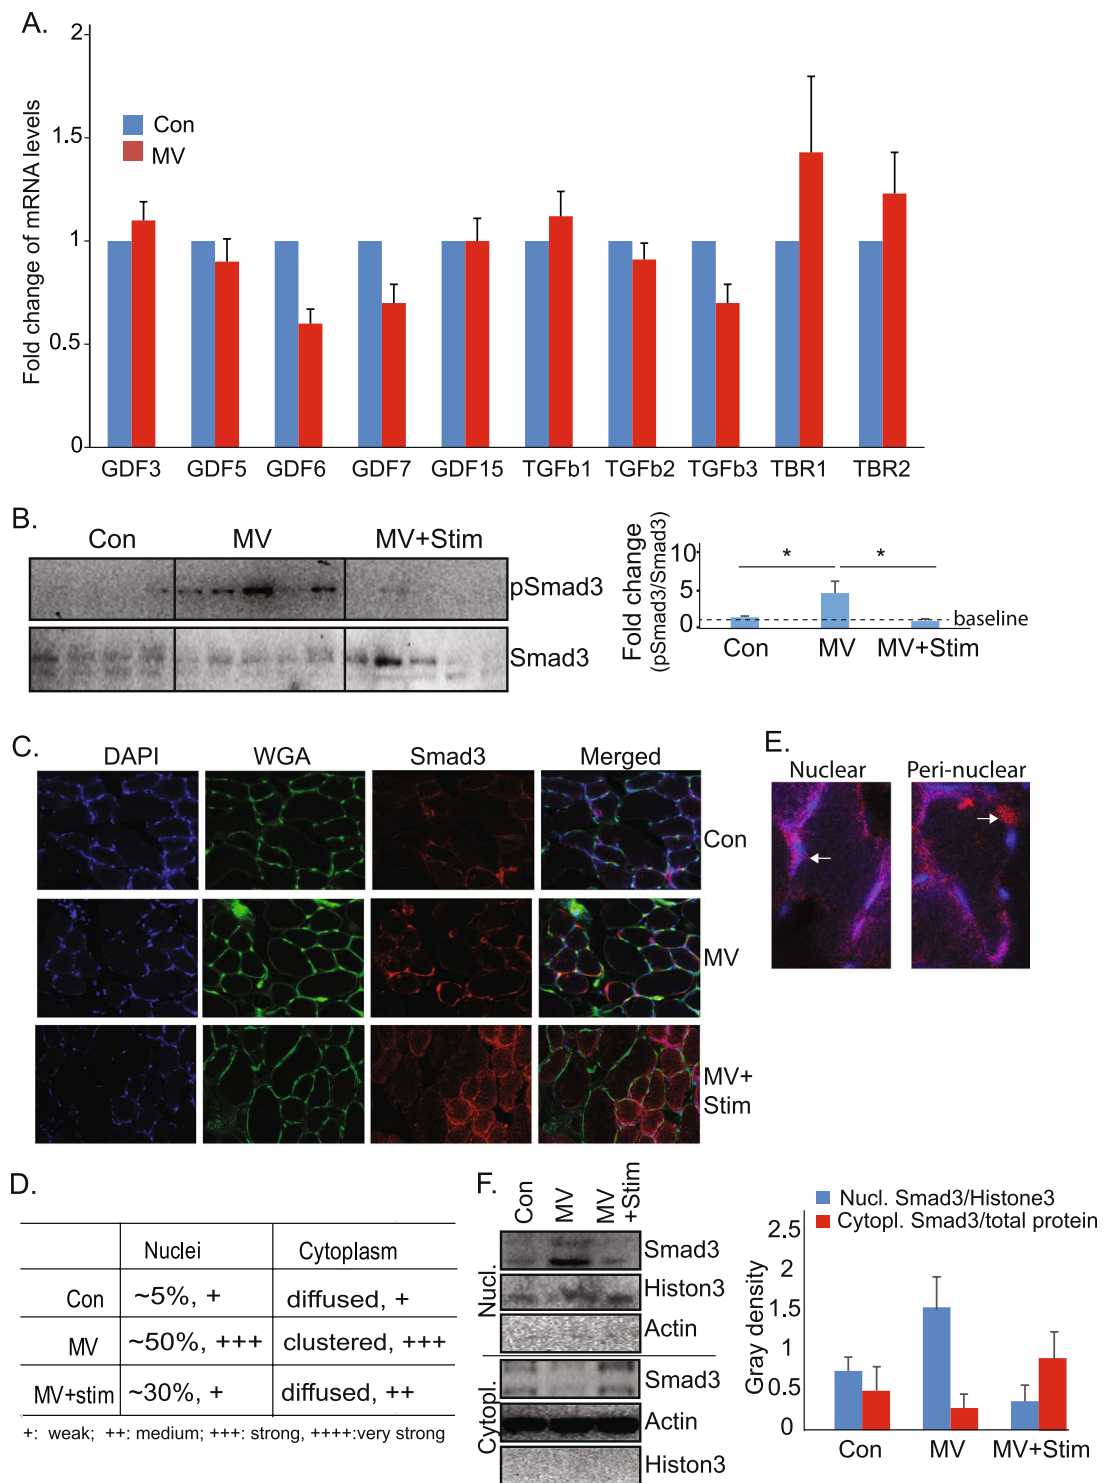 A.
2
1.5
1
0.5
0
Fold change of mRNA levels
Con
MV
GDF3 GDF5 GDF6 GDF7 GDF15 TGFb1 TGFb2 TGFb3 TBR1 TBR2
B.
Con MV MV+Stim
pSmad3
Smad3
Fold change
(pSmad3/Smad3)
10
5
0
* *
baseline
Con MV MV+Stim
C.
DAPI WGA Smad3 Merged
Con
MV
MV+
Stim
E.
Nuclear Peri-nuclear
D.
Nuclei Cytoplasm
Con ~5%, + diffused, +
MV ~50%, +++ clustered, +++
MV+stim ~30%, + diffused, ++
+: weak; ++: medium; +++: strong, ++++:very strong
F.
Con MV MV +Stim
Nucl.
Smad3
Histon3
Actin
Cytopl.
Smad3
Actin
Histon3
Nucl. Smad3/Histone3
Cytopl. Smad3/total protein
Gray density
2.5
2
1.5
1
0.5
0
Con MV MV+Stim